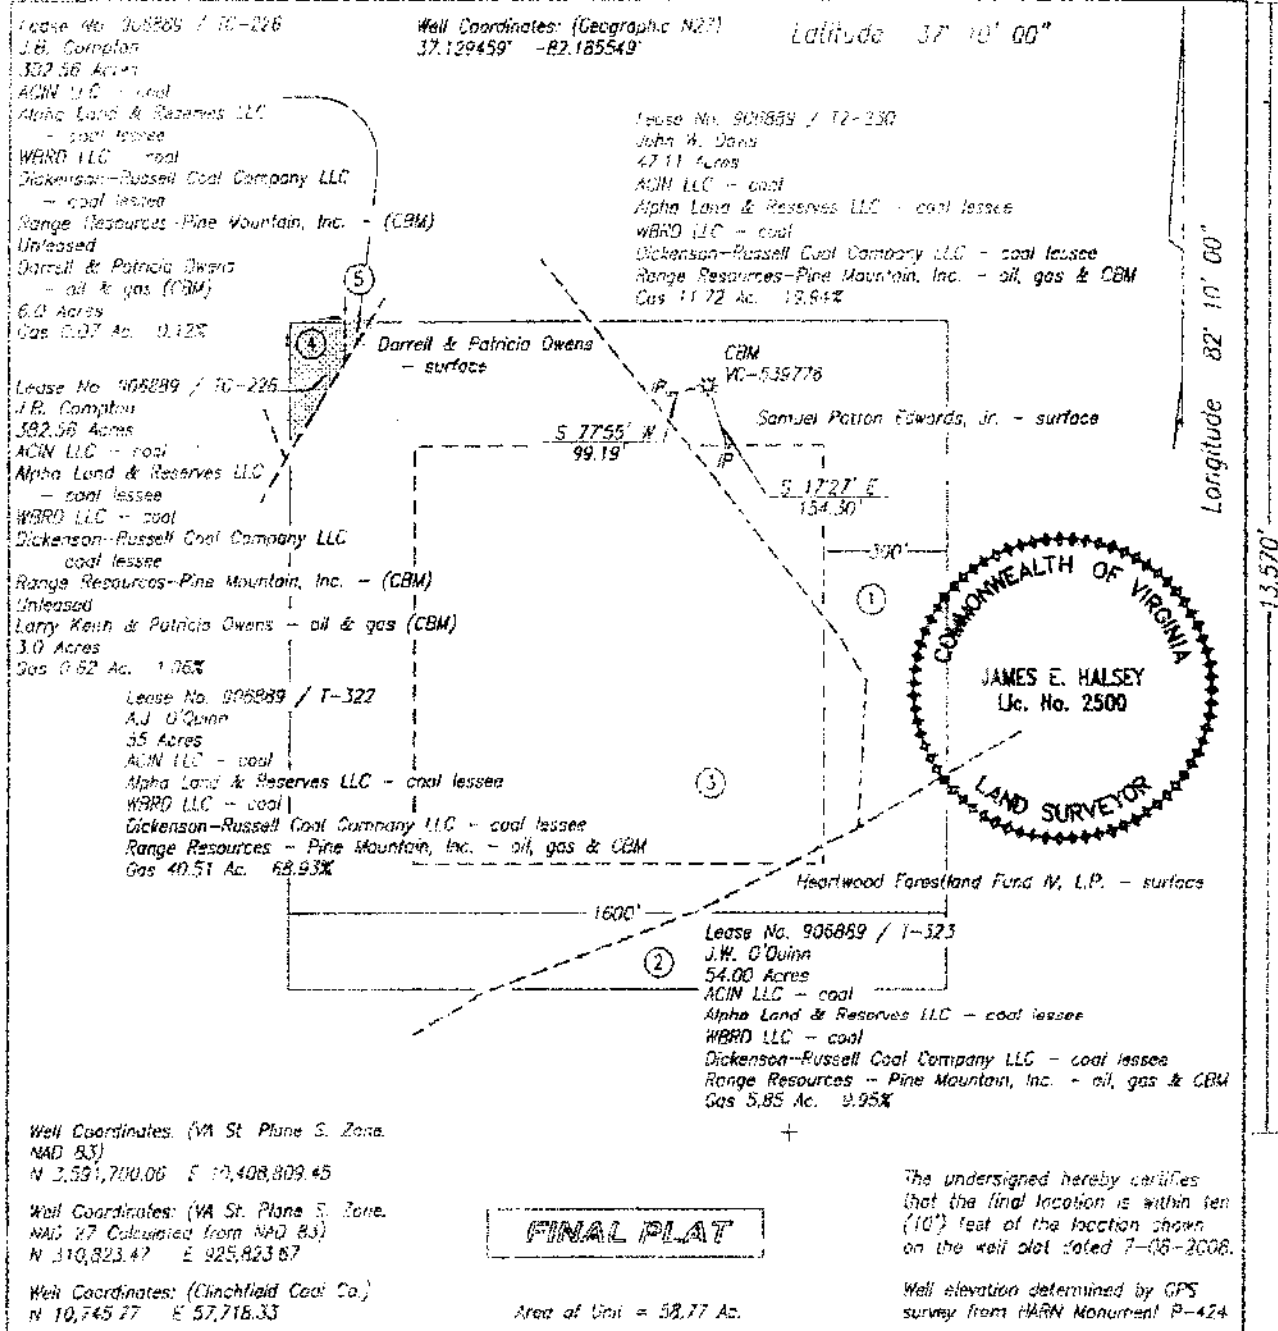 Lease No. 906889 / TC-226
J.B. Compton
Acres
ACIN LLC - coal
Alpha Land & Reserves LLC
- coal lessee
WBRD LLC - coal
Dickenson-Russell Coal Company LLC
- coal lessee
Range Resources-Pine Mountain, Inc. - (CBM)
Unleased
Darrell & Patricia Owens
- oil & gas (CBM)
6.0 Acres
Gas 0.07 Ac. 0.12%
Well Coordinates: (Geographic N27)
37.129459° -82.185549°
Latitude 37° 10' 00"
Lease No. 906889 / T2-330
John W. Davis
47.11 Acres
ACIN LLC - coal
Alpha Land & Reserves LLC - coal lessee
WBRD LLC - coal
Dickenson-Russell Coal Company LLC - coal lessee
Range Resources-Pine Mountain, Inc. - oil, gas & CBM
Gas 11.72 Ac. 19.94%
Longitude 82° 10' 00"
13,570'
5
4
Darrell & Patricia Owens
- surface
CBM
VC-539776
IP
Samuel Patton Edwards, Jr. - surface
S 77°55' W
99.19'
IP
S 17°27' E
154.30'
300'
1
Lease No. 906889 / TC-226
J.B. Compton
382.56 Acres
ACIN LLC - coal
Alpha Land & Reserves LLC
- coal lessee
WBRD LLC - coal
Dickenson-Russell Coal Company LLC
coal lessee
Range Resources-Pine Mountain, Inc. - (CBM)
Unleased
Larry Keith & Patricia Owens - oil & gas (CBM)
3.0 Acres
Gas 0.62 Ac. 1.06%
COMMONWEALTH OF VIRGINIA
JAMES E. HALSEY
Lic. No. 2500
LAND SURVEYOR
Lease No. 906889 / T-322
A.J. O'Quinn
35 Acres
ACIN LLC - coal
Alpha Land & Reserves LLC - coal lessee
WBRD LLC - coal
Dickenson-Russell Coal Company LLC - coal lessee
Range Resources - Pine Mountain, Inc. - oil, gas & CBM
Gas 40.51 Ac. 68.93%
3
Heartwood Forestland Fund IV, L.P. - surface
1600'
2
Lease No. 906889 / T-323
J.W. O'Quinn
54.00 Acres
ACIN LLC - coal
Alpha Land & Reserves LLC - coal lessee
WBRD LLC - coal
Dickenson-Russell Coal Company LLC - coal lessee
Range Resources - Pine Mountain, Inc. - oil, gas & CBM
Gas 5.85 Ac. 9.95%
Well Coordinates: (VA St. Plane S. Zone,
NAD 83)
N 3,591,700.06 E 10,408,809.45
Well Coordinates: (VA St. Plane S. Zone,
NAD 27 Calculated from NAD 83)
N 310,823.47 E 925,823.67
Well Coordinates: (Clinchfield Coal Co.)
N 10,745.27 E 57,718.33
FINAL PLAT
Area of Unit = 58.77 Ac.
The undersigned hereby certifies
that the final location is within ten
(10') feet of the location shown
on the well plat dated 7-08-2008.
Well elevation determined by GPS
survey from HARN Monument P-424